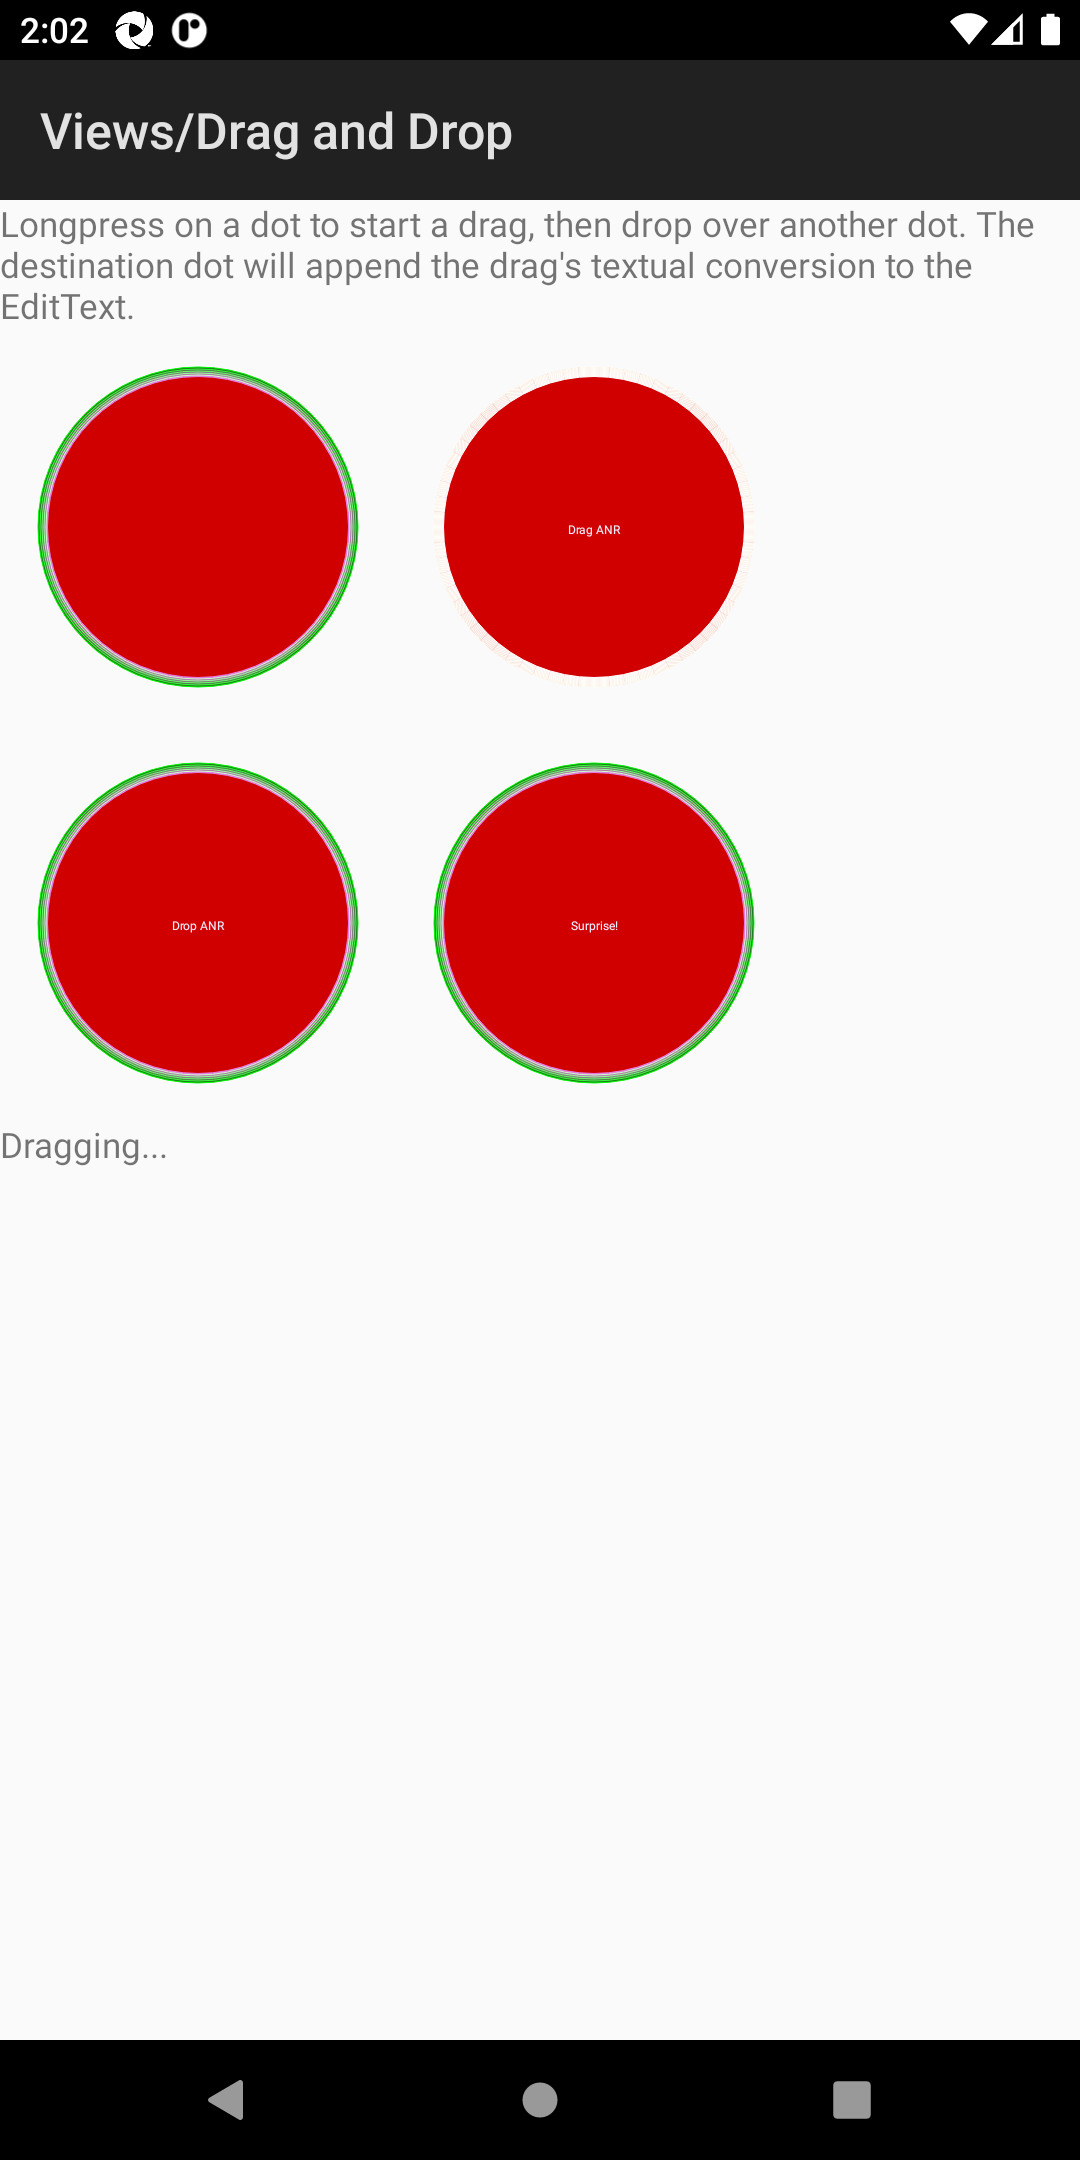 2:02
Views/Drag and Drop
Longpress on a dot to start a drag, then drop over another dot. The
destination dot will append the drag's textual conversion to the
EditText.
Drag ANR
Drop ANR
Surprise!
Dragging...